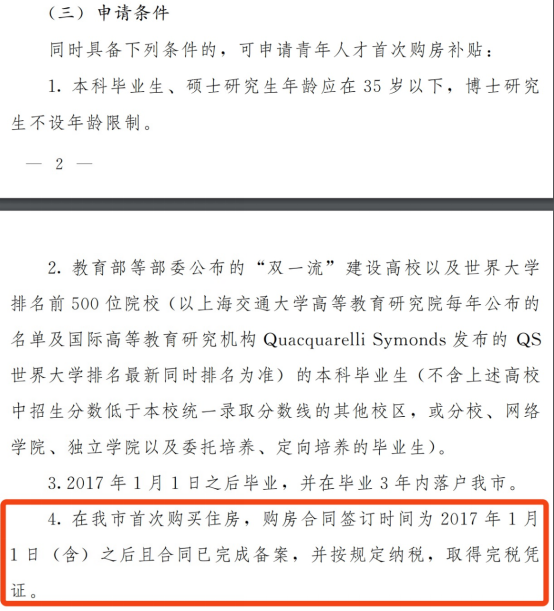 （三）申请条件
同时具备下列条件的，可申请青年人才首次购房补贴：
1. 本科毕业生、硕士研究生年龄应在 35 岁以下，博士研究
生不设年龄限制。
— 2 —
2. 教育部等部委公布的“双一流”建设高校以及世界大学
排名前 500 位院校（以上海交通大学高等教育研究院每年公布的
名单及国际高等教育研究机构 Quacquarelli Symonds 发布的 QS
世界大学排名最新同时排名为准）的本科毕业生（不含上述高校
中招生分数低于本校统一录取分数线的其他校区，或分校、网络
学院、独立学院以及委托培养、定向培养的毕业生）。
3.2017 年 1 月 1 日之后毕业，并在毕业 3 年内落户我市。
4. 在我市首次购买住房，购房合同签订时间为 2017 年 1 月
1 日（含）之后且合同已完成备案，并按规定纳税，取得完税凭
证。